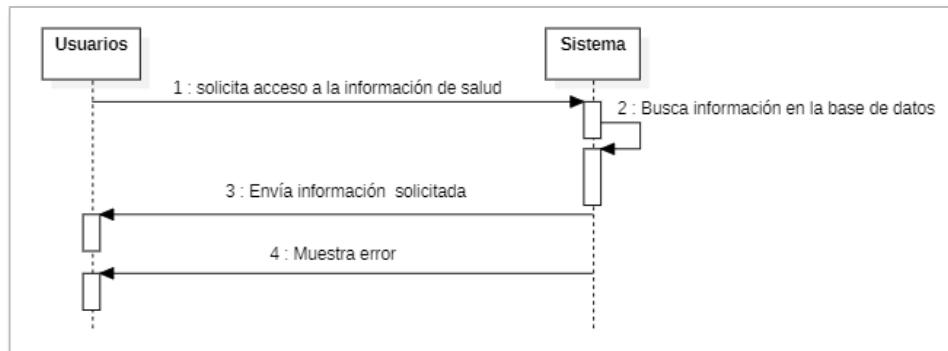 Usuarios
Sistema
1 : solicita acceso a la información de salud
2 : Busca información en la base de datos
3 : Envía información solicitada
4 : Muestra error